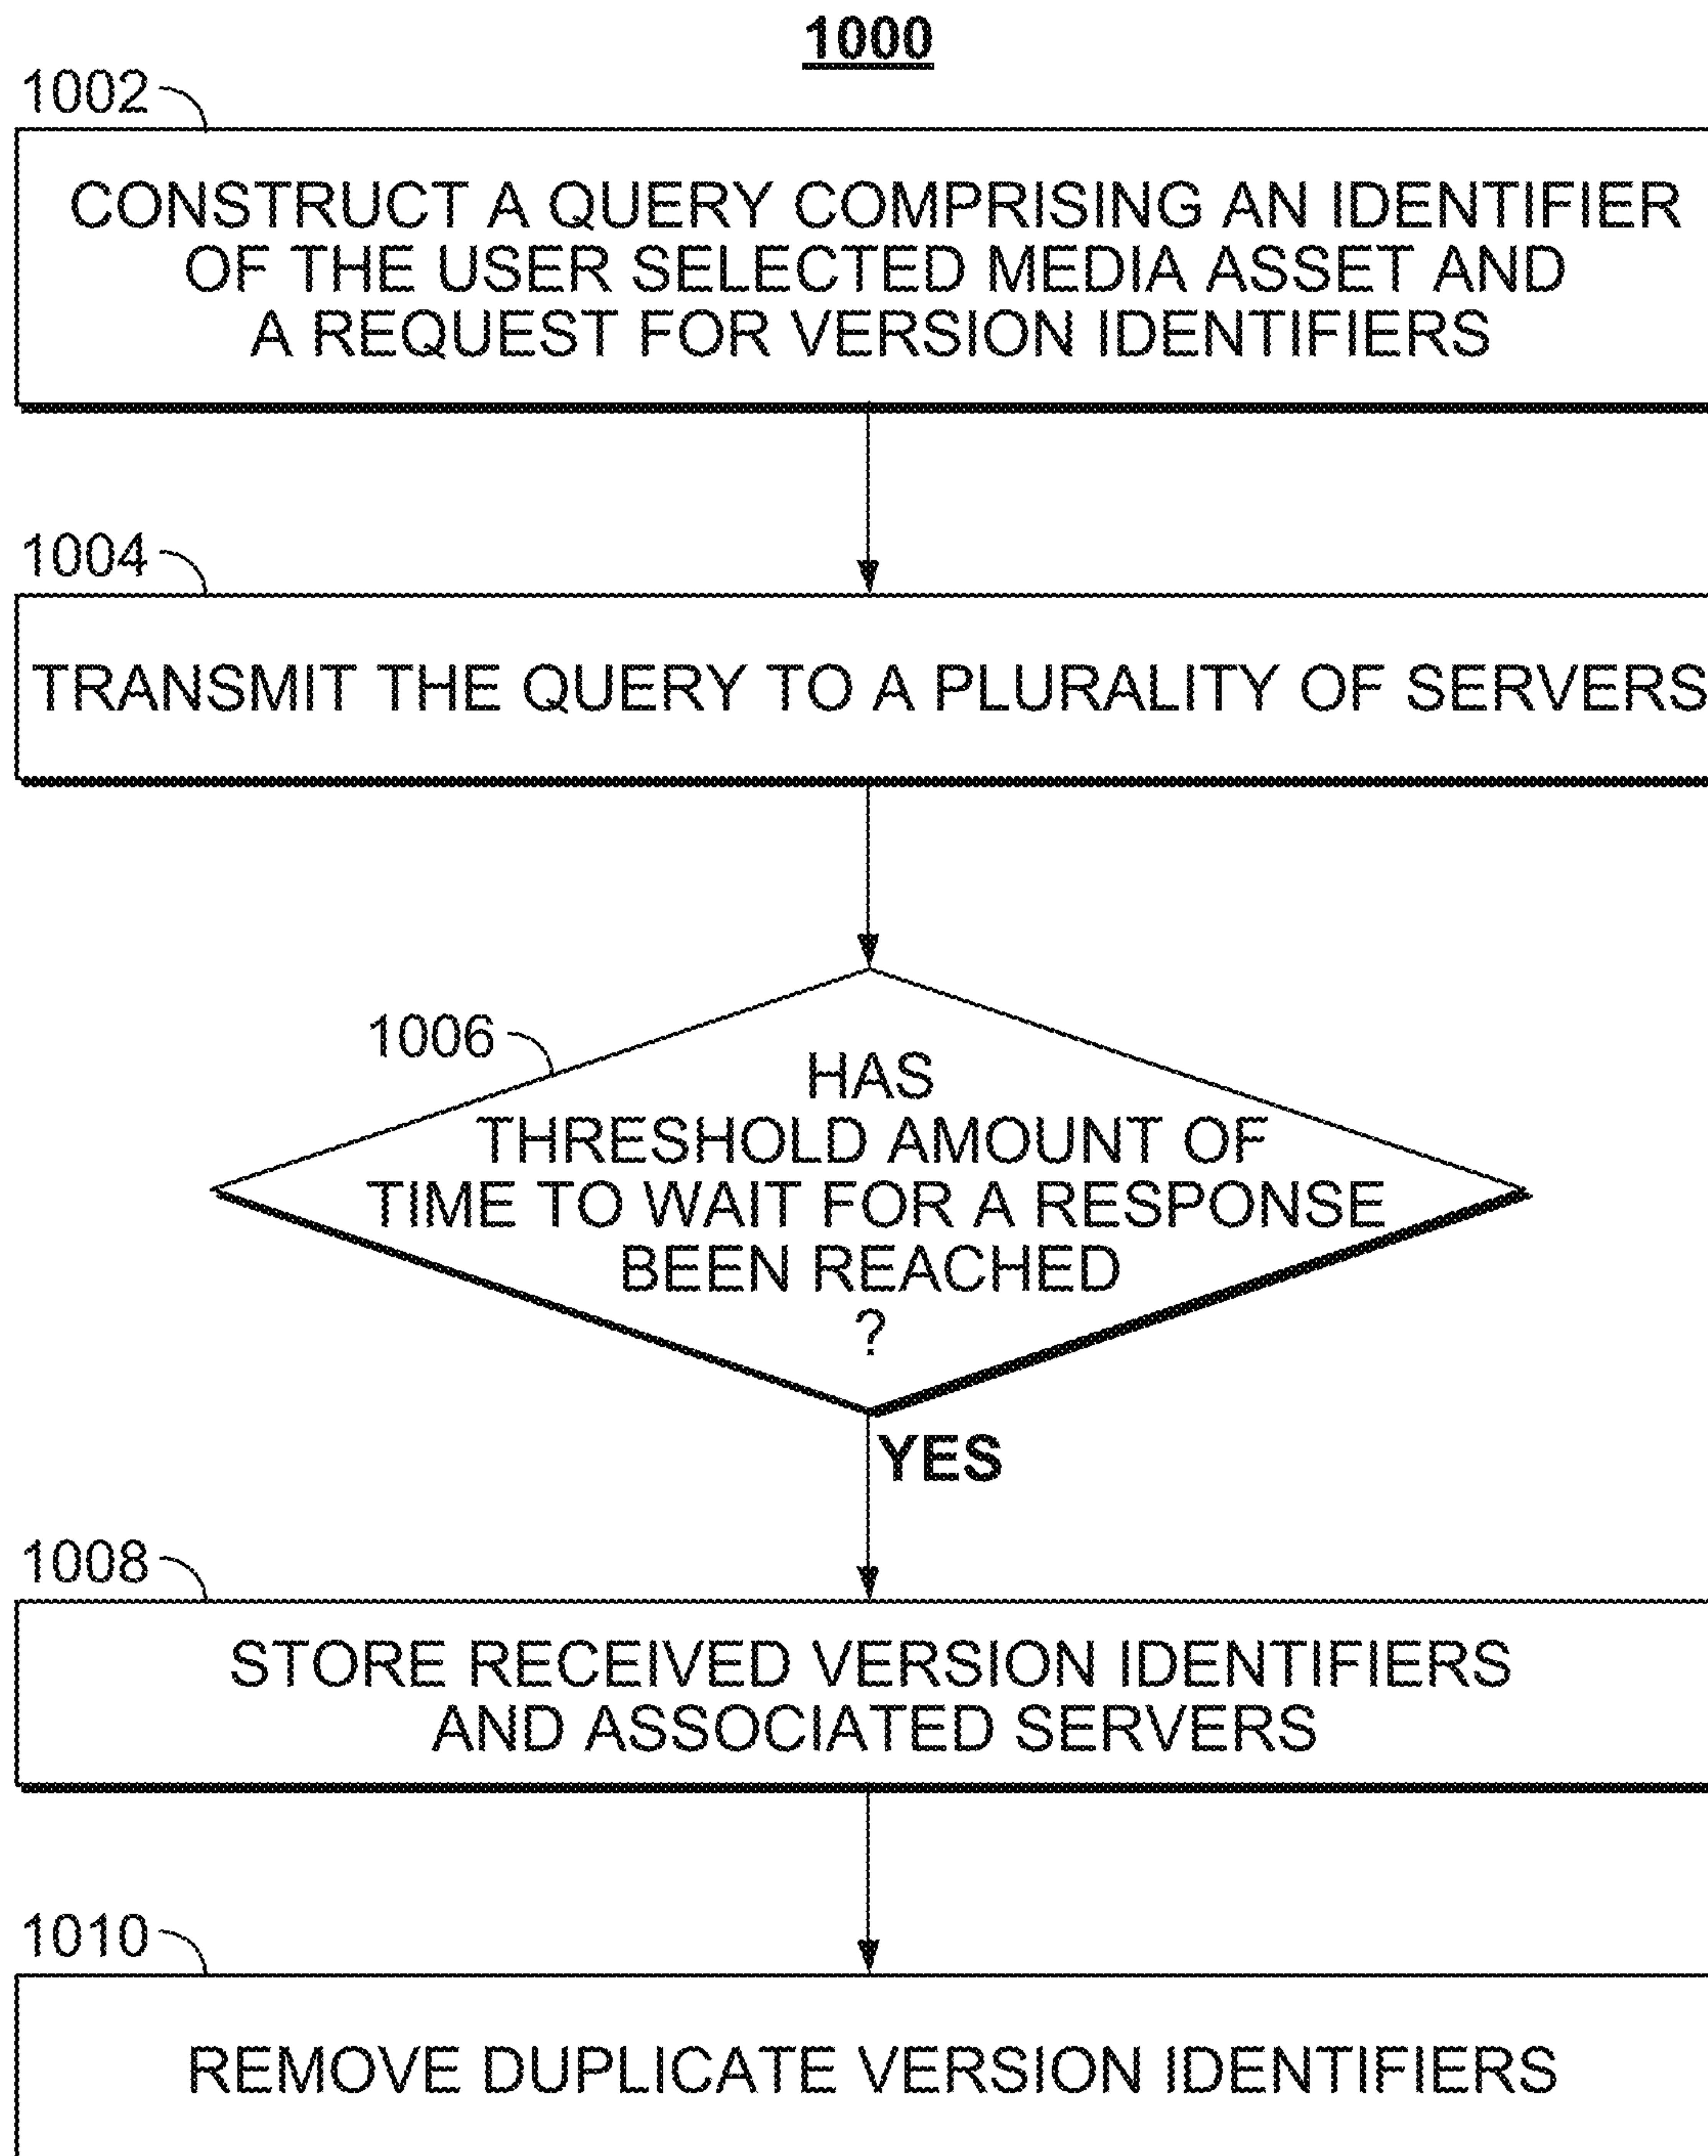 1000
1002
CONSTRUCT A QUERY COMPRISING AN IDENTIFIER
OF THE USER SELECTED MEDIA ASSET AND
A REQUEST FOR VERSION IDENTIFIERS
1004
TRANSMIT THE QUERY TO A PLURALITY OF SERVERS
1006
HAS
THRESHOLD AMOUNT OF
TIME TO WAIT FOR A RESPONSE
BEEN REACHED
?
YES
1008
STORE RECEIVED VERSION IDENTIFIERS
AND ASSOCIATED SERVERS
1010
REMOVE DUPLICATE VERSION IDENTIFIERS